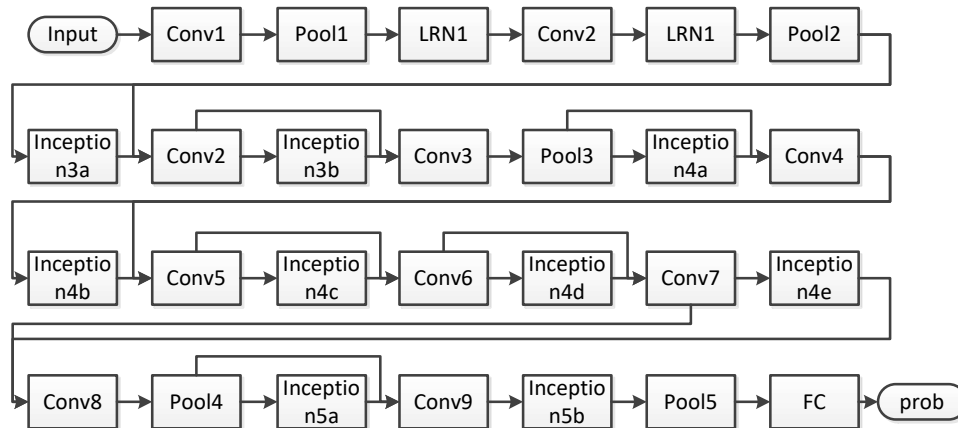 Input
Conv1
Pool1
LRN1
Conv2
LRN1
Pool2
Inceptio
n3a
Conv2
Inceptio
n3b
Conv3
Pool3
Inceptio
n4a
Conv4
Inceptio
n4b
Conv5
Inceptio
n4c
Conv6
Inceptio
n4d
Conv7
Inceptio
n4e
Conv8
Pool4
Inceptio
n5a
Conv9
Inceptio
n5b
Pool5
FC
prob